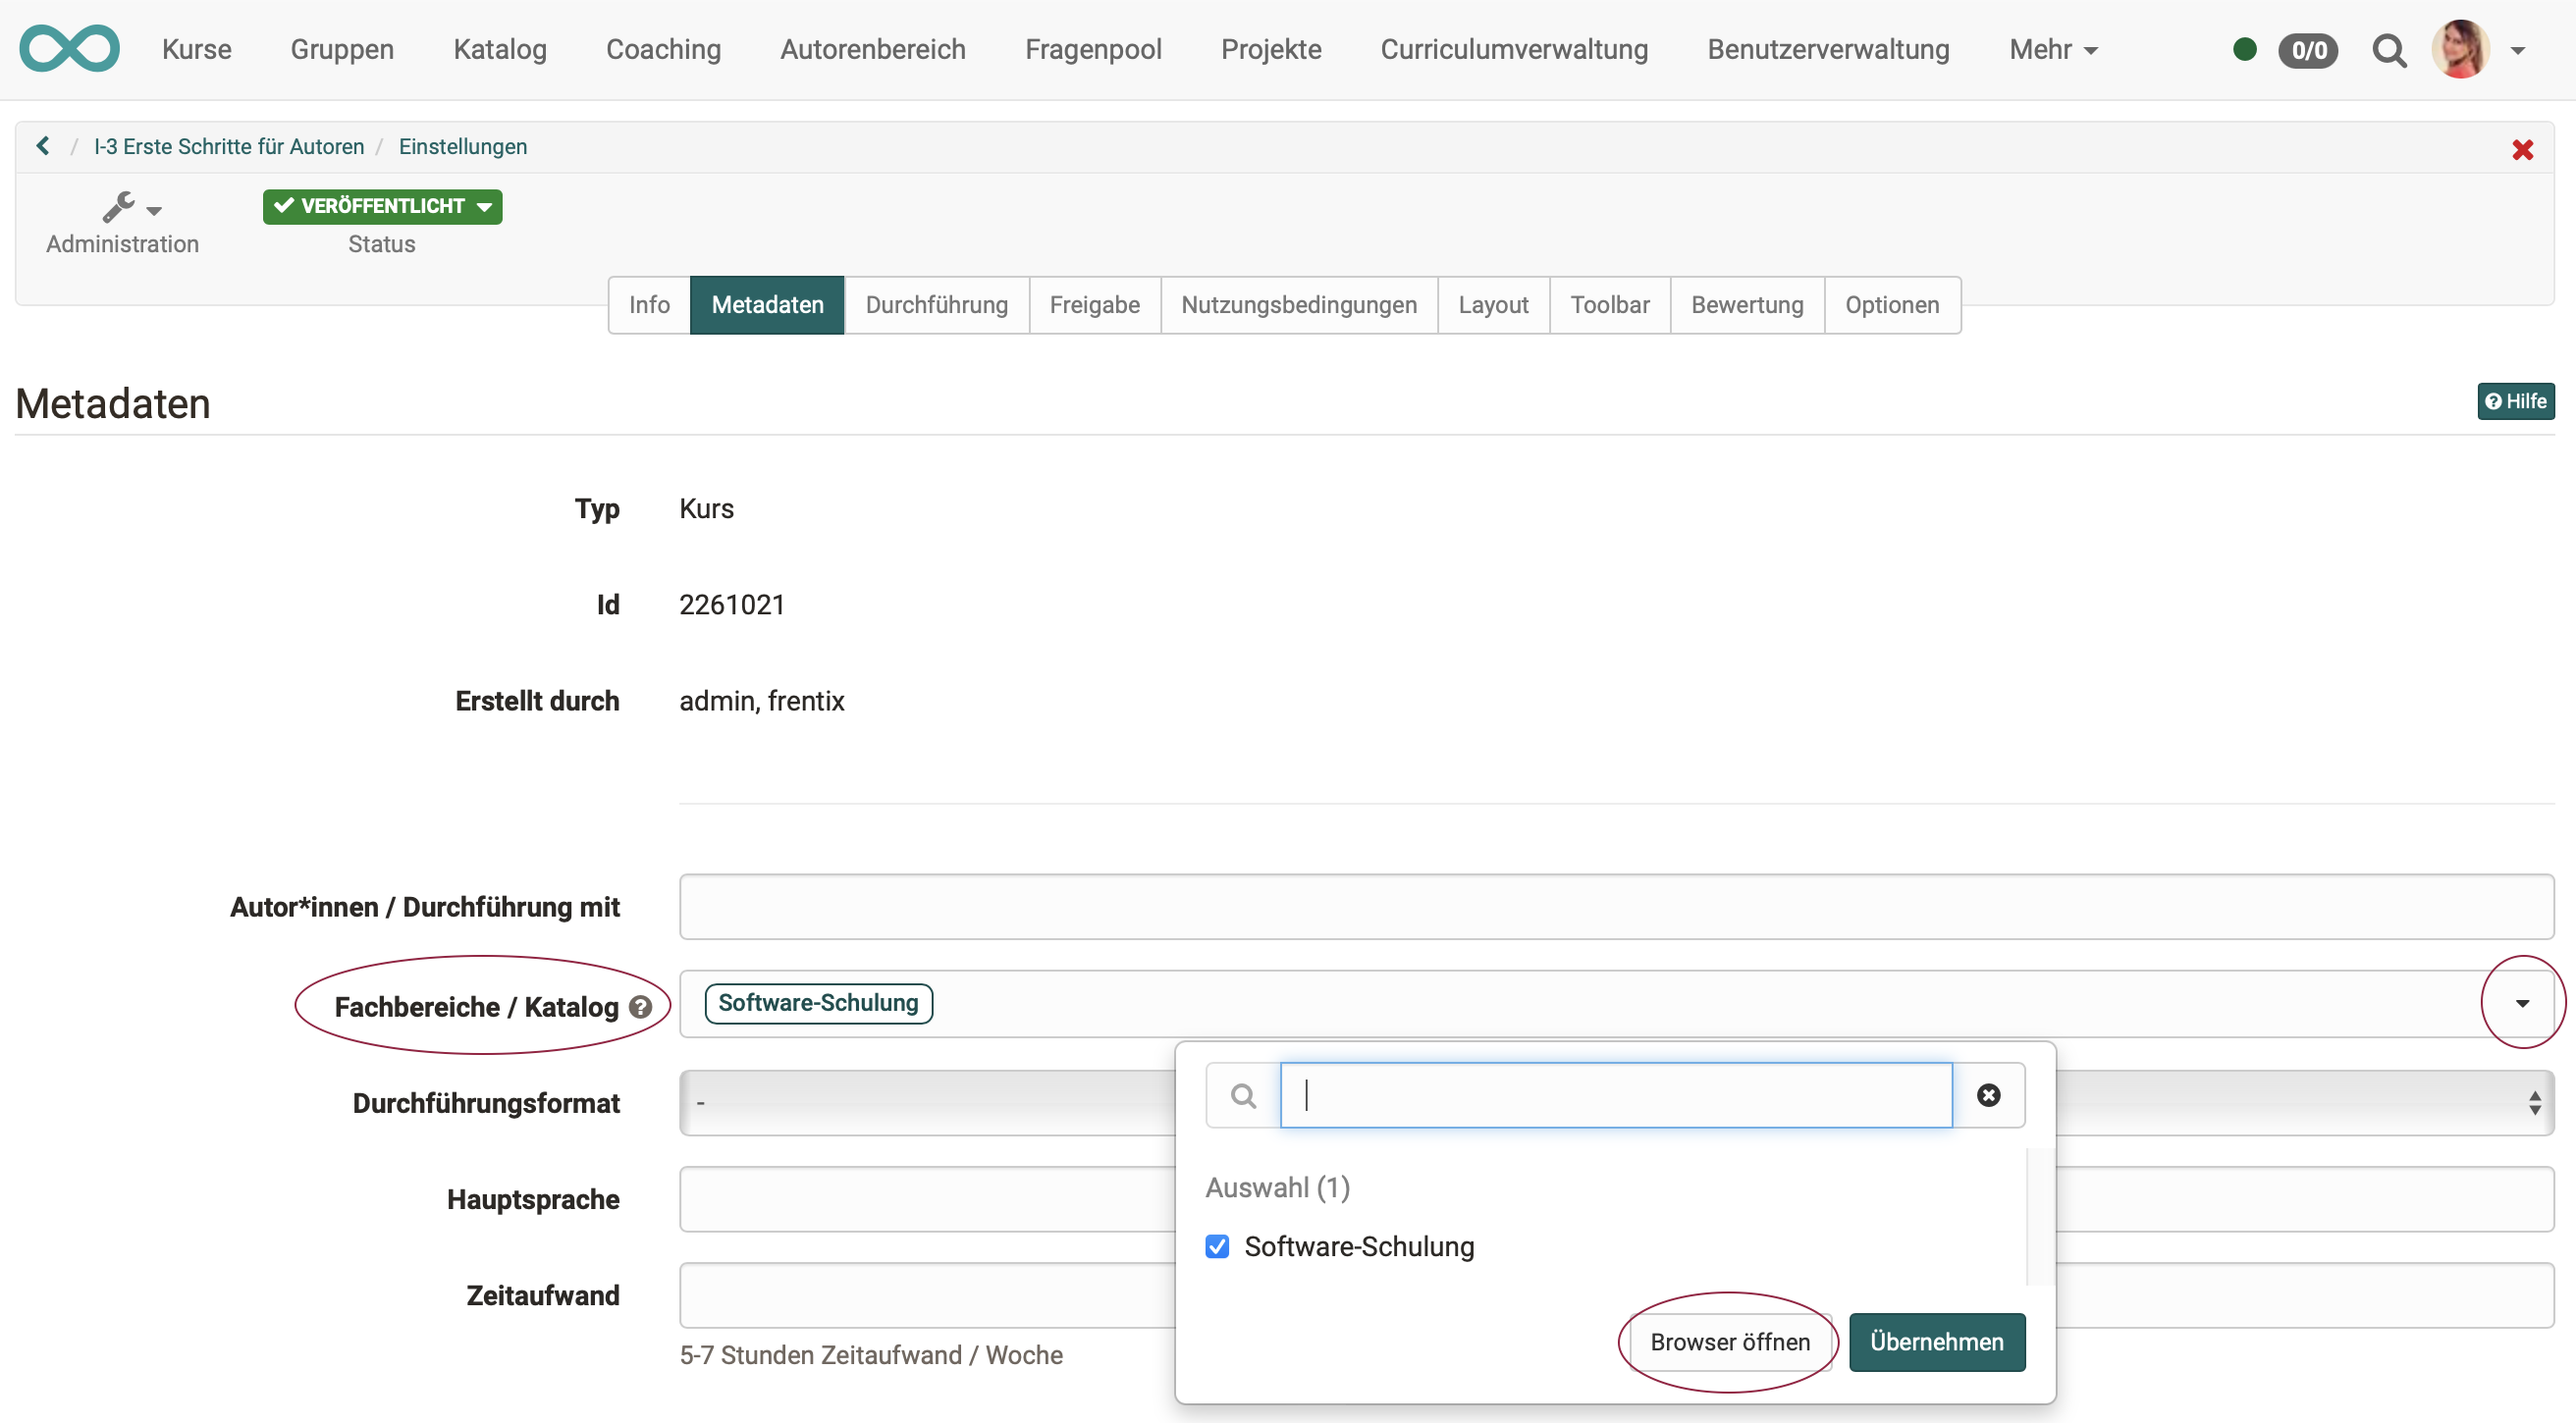 Kurse Gruppen Katalog Coaching Autorenbereich Fragenpool Projekte Curriculumverwaltung Benutzerverwaltung Mehr 0/0
/ I-3 Erste Schritte für Autoren / Einstellungen
VERÖFFENTLICHT
Administration Status
Info Metadaten Durchführung Freigabe Nutzungsbedingungen Layout Toolbar Bewertung Optionen
Metadaten
Hilfe
Typ Kurs
Id 2261021
Erstellt durch admin, frentix
Autor*innen / Durchführung mit
Fachbereiche / Katalog Software-Schulung
Durchführungsformat -
Hauptsprache
Auswahl (1)
Software-Schulung
Zeitaufwand
Browser öffnen Übernehmen
5-7 Stunden Zeitaufwand / Woche